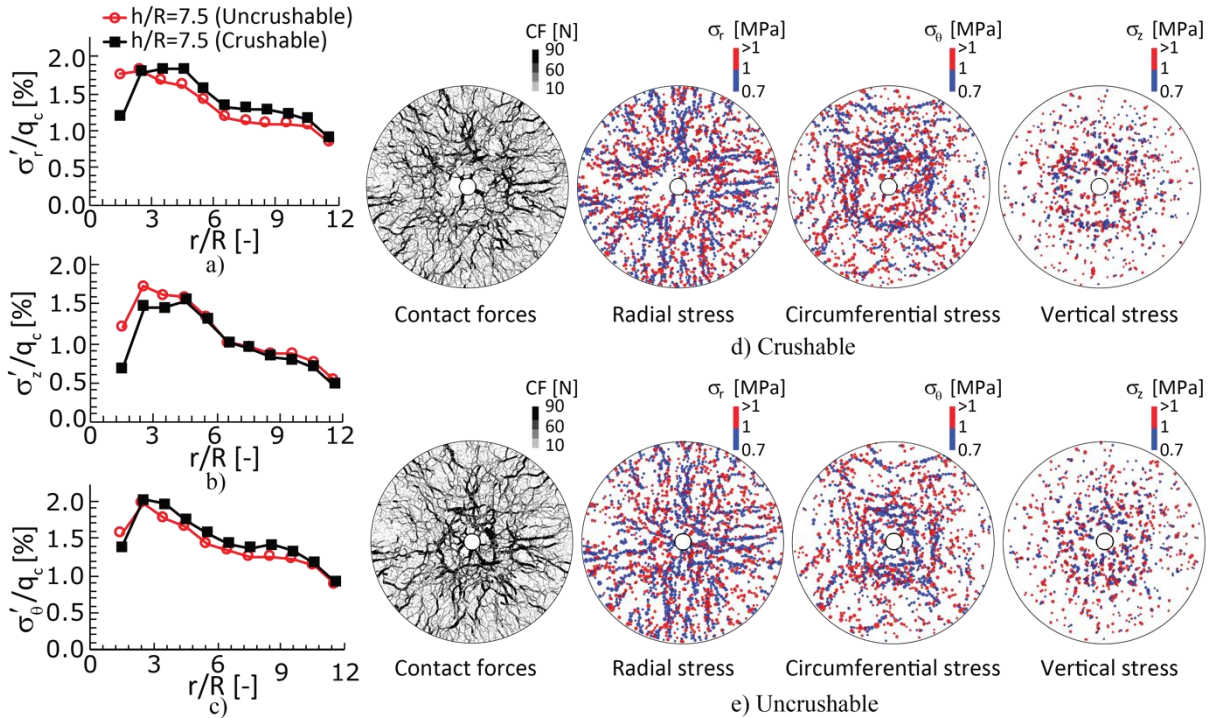 h/R=7.5 (Uncrushable)
h/R=7.5 (Crushable)
2.0
1.5
1.0
0.5
0.0
σ′r/qc [%]
0 3 6 9 12
r/R [-]
a)
2.0
1.5
1.0
0.5
0.0
σ′z/qc [%]
0 3 6 9 12
r/R [-]
b)
2.0
1.5
1.0
0.5
0.0
σ′θ/qc [%]
0 3 6 9 12
r/R [-]
c)
CF [N]
90
60
10
σr [MPa]
>1
1
0.7
σθ [MPa]
>1
1
0.7
σz [MPa]
>1
1
0.7
Contact forces Radial stress Circumferential stress Vertical stress
d) Crushable
CF [N]
90
60
10
σr [MPa]
>1
1
0.7
σθ [MPa]
>1
1
0.7
σz [MPa]
>1
1
0.7
Contact forces Radial stress Circumferential stress Vertical stress
e) Uncrushable